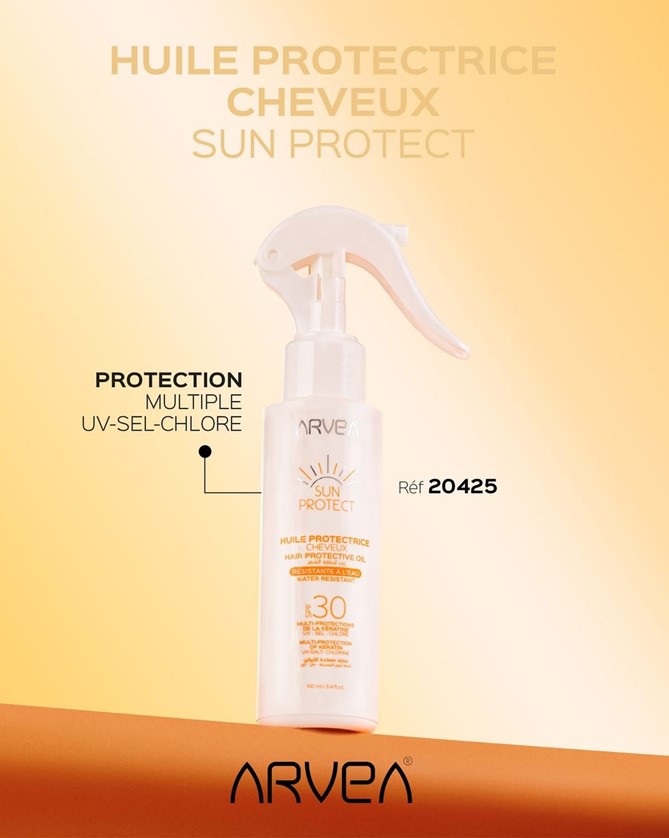 HUILE PROTECTRICE
CHEVEUX
SUN PROTECT
PROTECTION
MULTIPLE
UV-SEL-CHLORE
Réf 20425
ARVEA
SUN
PROTECT
HUILE PROTECTRICE
CHEVEUX
HAIR PROTECTIVE OIL
RÉSISTANTE À L'EAU
WATER RESISTANT
SPF 30
MULTI-PROTECTIONS
DE LA KÉRATINE
UV - SEL - CHLORE
MULTI-PROTECTION
OF KERATIN
UV-SALT- CHLORINE
ARVEA®